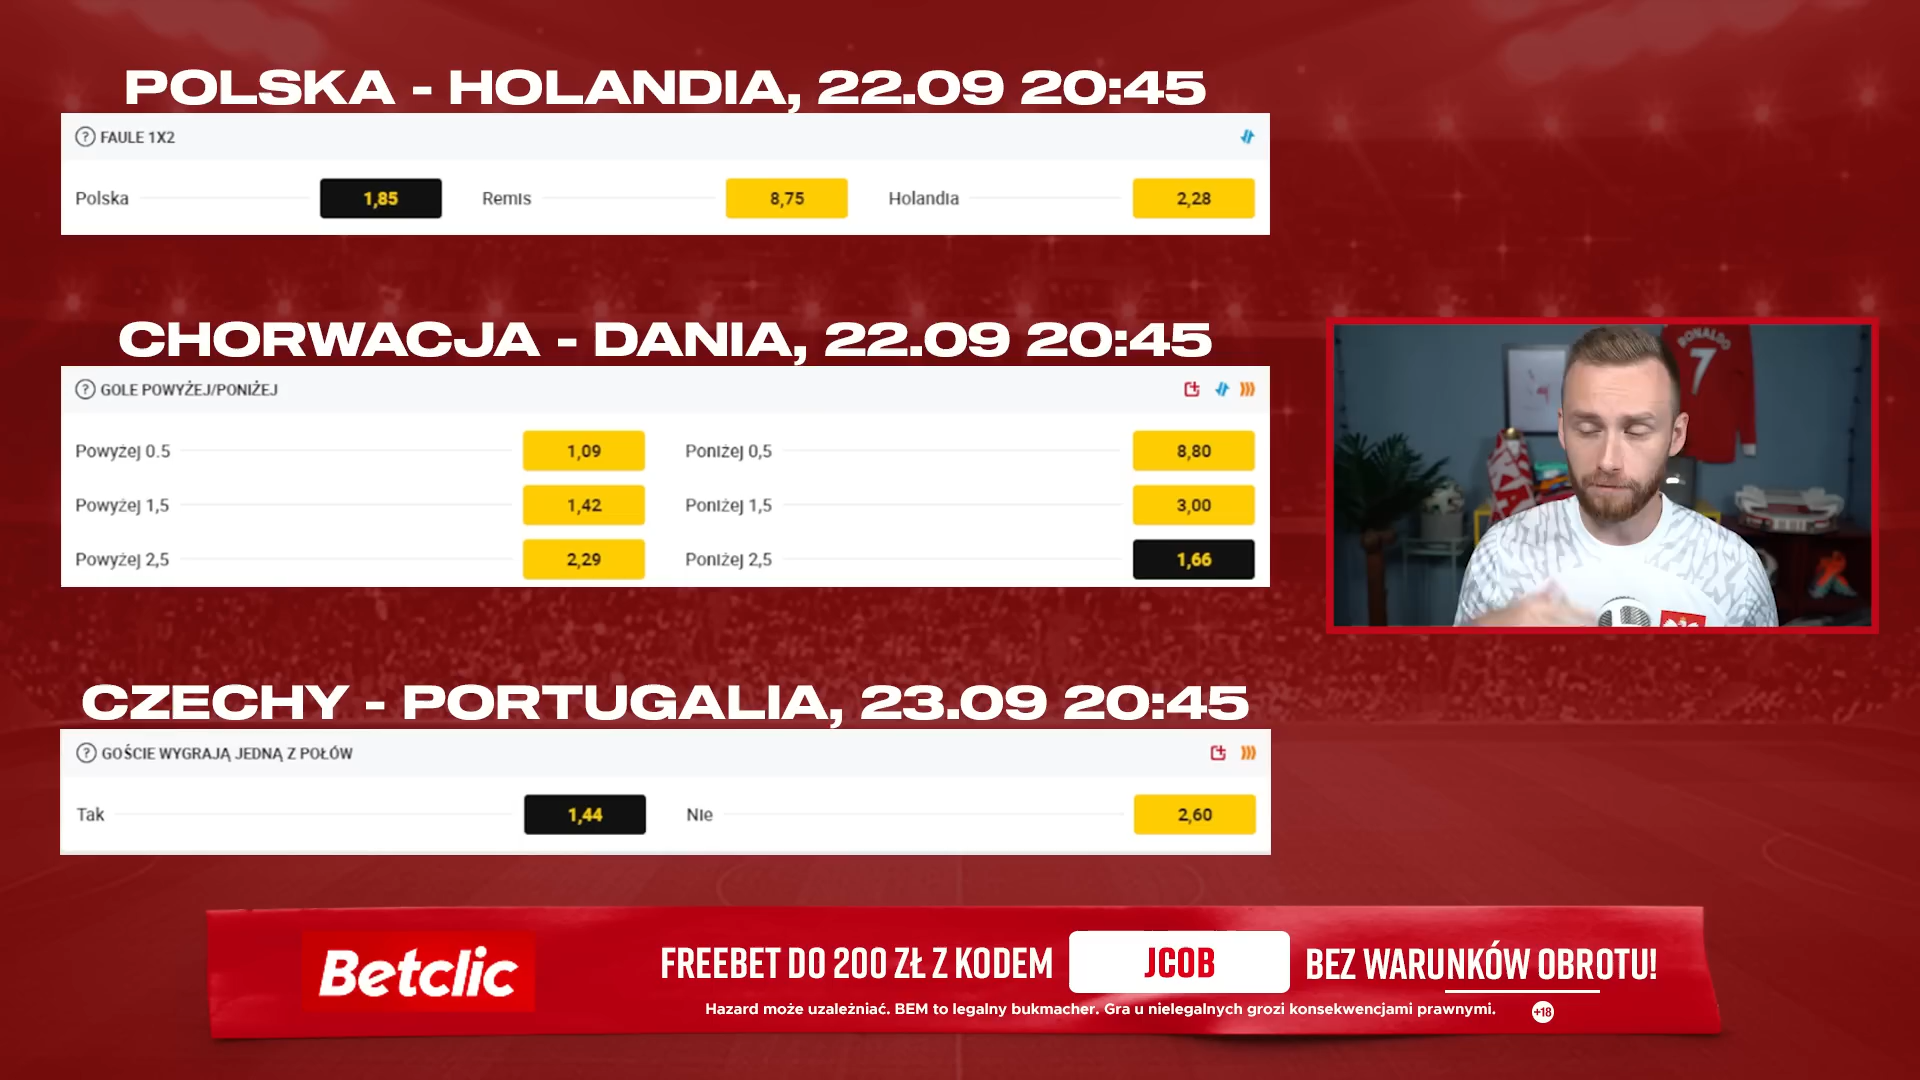 POLSKA - HOLANDIA, 22.09 20:45
? FAULE 1X2
Polska 1,85 Remis 8,75 Holandia 2,28
CHORWACJA - DANIA, 22.09 20:45
? GOLE POWYŻEJ/PONIŻEJ
Powyżej 0.5 1,09 Poniżej 0,5 8,80
Powyżej 1,5 1,42 Poniżej 1,5 3,00
Powyżej 2,5 2,29 Poniżej 2,5 1,66
RONALDO
7
CZECHY - PORTUGALIA, 23.09 20:45
? GOŚCIE WYGRAJĄ JEDNĄ Z POŁÓW
Tak 1,44 Nie 2,60
Betclic
FREEBET DO 200 ZŁ Z KODEM JCOB BEZ WARUNKÓW OBROTU!
Hazard może uzależniać. BEM to legalny bukmacher. Gra u nielegalnych grozi konsekwencjami prawnymi. +18